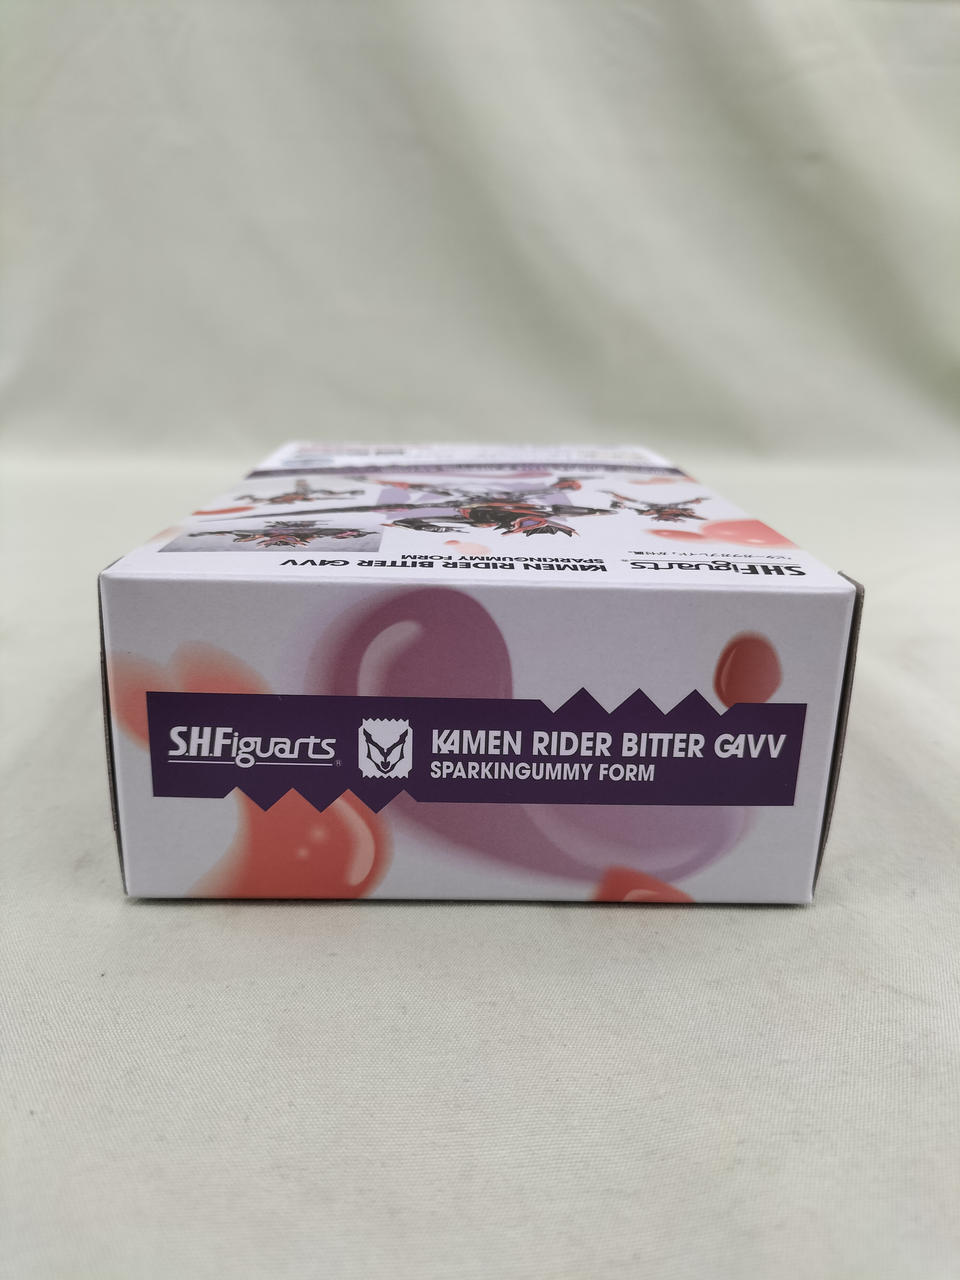 S.H.Figuarts®
KAMEN RIDER BITTER GAVV
SPARKINGUMMY FORM
S.H.Figuarts®
KAMEN RIDER BITTER GAVV
SPARKINGUMMY FORM